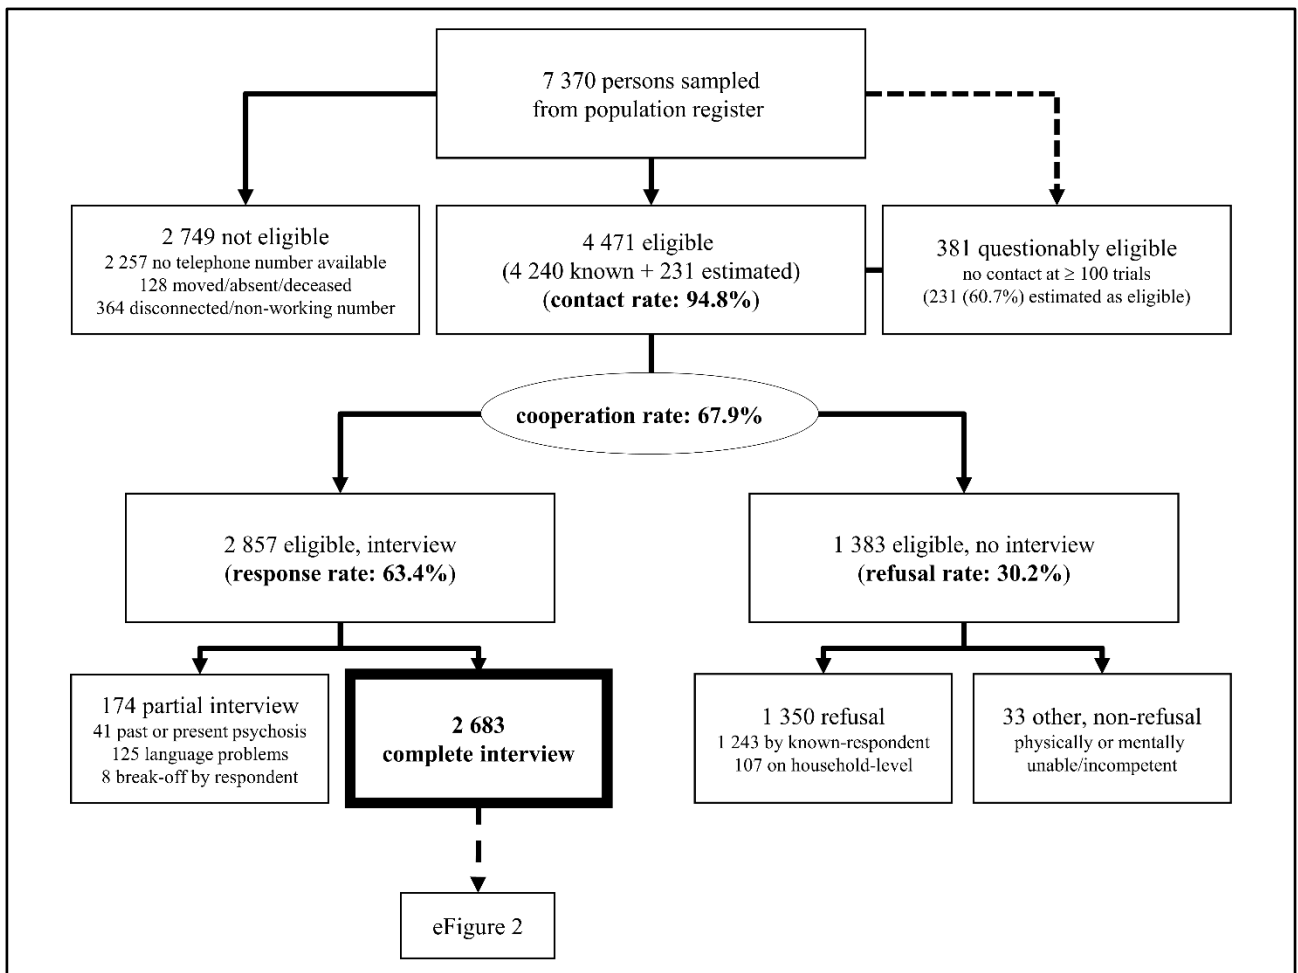 7 370 persons sampled
from population register
2 749 not eligible
2 257 no telephone number available
128 moved/absent/deceased
364 disconnected/non-working number
4 471 eligible
(4 240 known + 231 estimated)
(contact rate: 94.8%)
381 questionably eligible
no contact at ≥ 100 trials
(231 (60.7%) estimated as eligible)
cooperation rate: 67.9%
2 857 eligible, interview
(response rate: 63.4%)
1 383 eligible, no interview
(refusal rate: 30.2%)
174 partial interview
41 past or present psychosis
125 language problems
8 break-off by respondent
2 683
complete interview
1 350 refusal
1 243 by known-respondent
107 on household-level
33 other, non-refusal
physically or mentally
unable/incompetent
eFigure 2